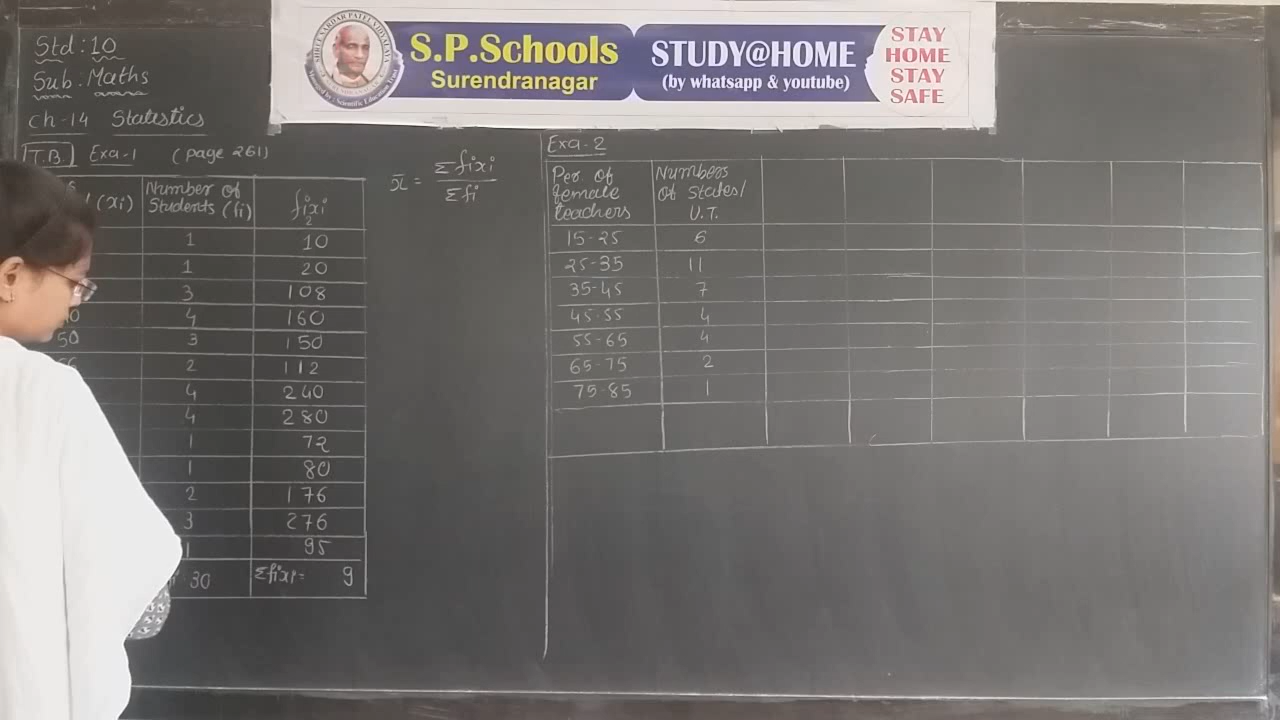 S.P.Schools
Surendranagar
STUDY@HOME
(by whatsapp & youtube)
STAY
HOME
STAY
SAFE
Std : 10
Sub : Maths
Ch-14 Statistics
T.B. Exa-1 (page 261)
(xi) Number of Students (fi) fixi
1 10
1 20
3 108
4 160
50 3 150
2 112
4 240
4 280
1 72
1 80
2 176
3 276
1 95
30 Σfixi = 9
x̄ = Σfixi / Σfi
Exa-2
Per. of female teachers Numbers of States/ U.T.
15-25 6
25-35 11
35-45 7
45-55 4
55-65 4
65-75 2
75-85 1